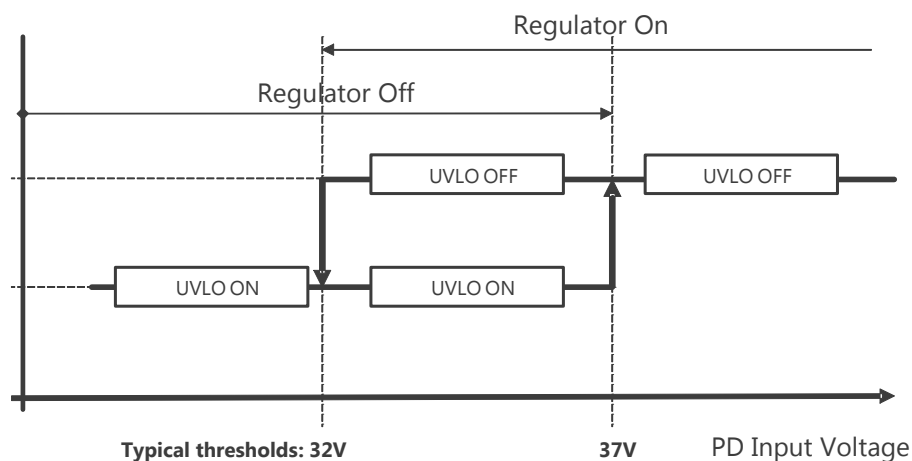 Regulator On
Regulator Off
UVLO OFF
UVLO OFF
UVLO ON
UVLO ON
Typical thresholds: 32V
37V
PD Input Voltage